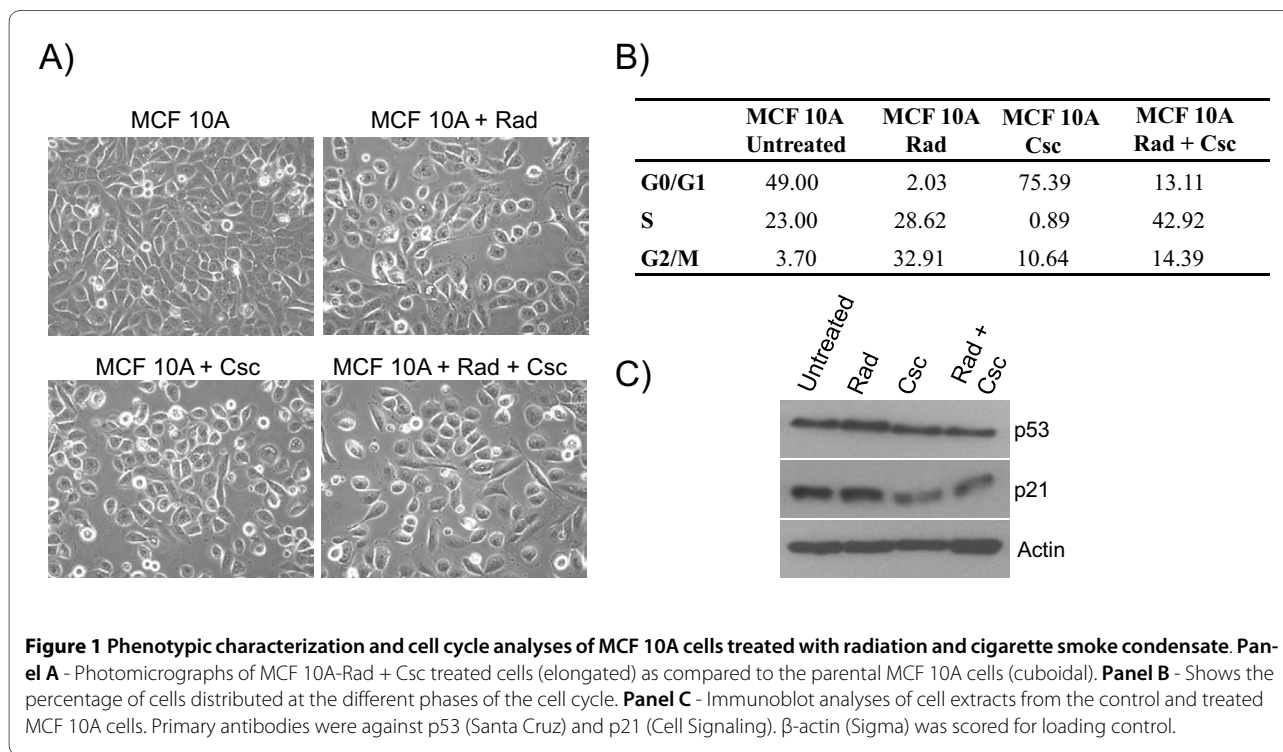 A)
MCF 10A
MCF 10A + Rad
MCF 10A + Csc
MCF 10A + Rad + Csc
B)
MCF 10A MCF 10A MCF 10A MCF 10A
Untreated Rad Csc Rad + Csc
G0/G1 49.00 2.03 75.39 13.11
S 23.00 28.62 0.89 42.92
G2/M 3.70 32.91 10.64 14.39
C)
Untreated
Rad
Csc
Rad +
Csc
p53
p21
Actin
Figure 1 Phenotypic characterization and cell cycle analyses of MCF 10A cells treated with radiation and cigarette smoke condensate. Pan-
el A - Photomicrographs of MCF 10A-Rad + Csc treated cells (elongated) as compared to the parental MCF 10A cells (cuboidal). Panel B - Shows the
percentage of cells distributed at the different phases of the cell cycle. Panel C - Immunoblot analyses of cell extracts from the control and treated
MCF 10A cells. Primary antibodies were against p53 (Santa Cruz) and p21 (Cell Signaling). β-actin (Sigma) was scored for loading control.